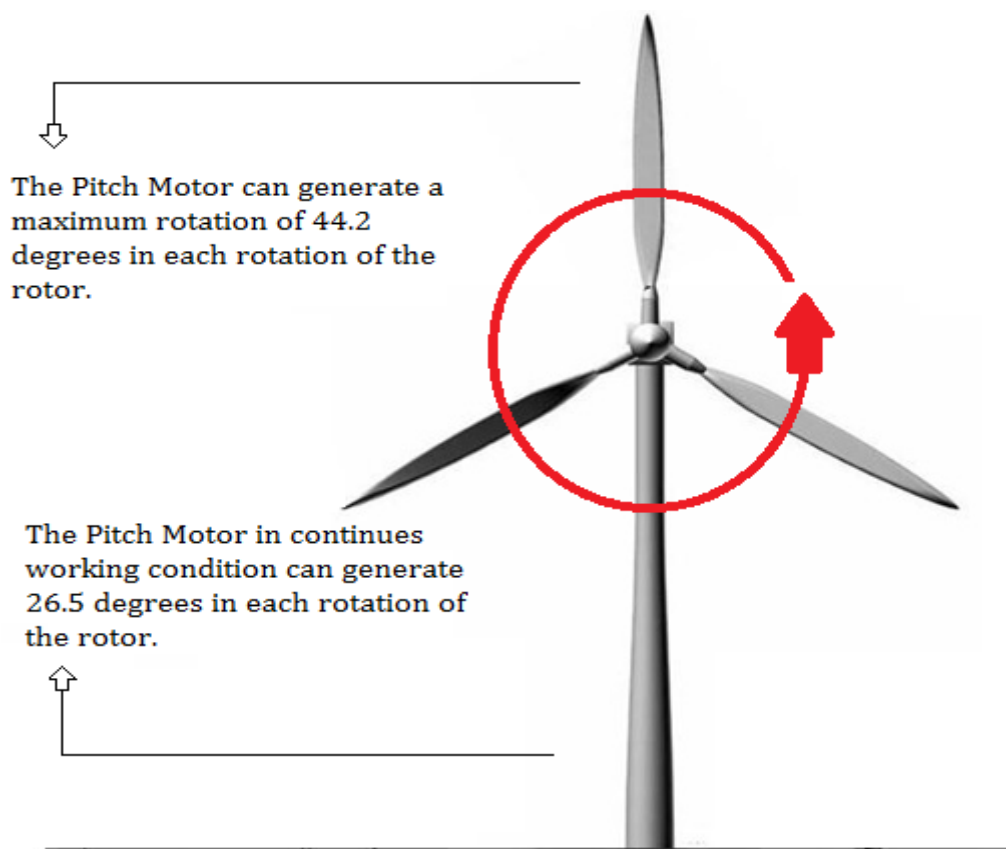 The Pitch Motor can generate a
maximum rotation of 44.2
degrees in each rotation of the
rotor.
The Pitch Motor in continues
working condition can generate
26.5 degrees in each rotation of
the rotor.